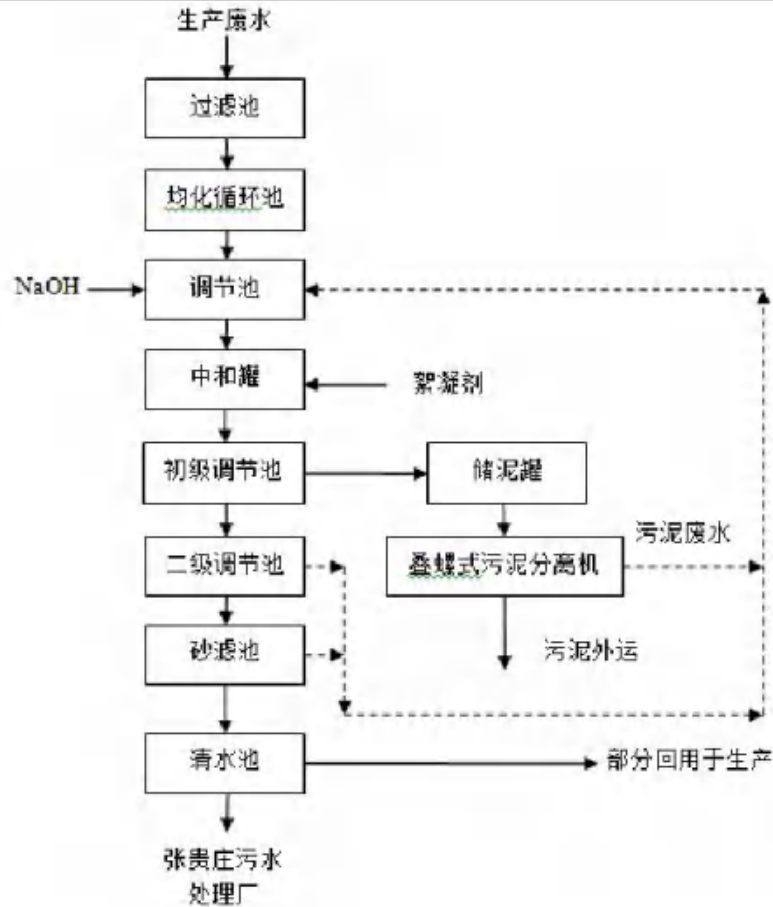 生产废水
过滤池
均化循环池
NaOH
调节池
中和罐
絮凝剂
初级调节池
储泥罐
污泥废水
二级调节池
叠螺式污泥分离机
砂滤池
污泥外运
清水池
部分回用于生产
张贵庄污水
处理厂